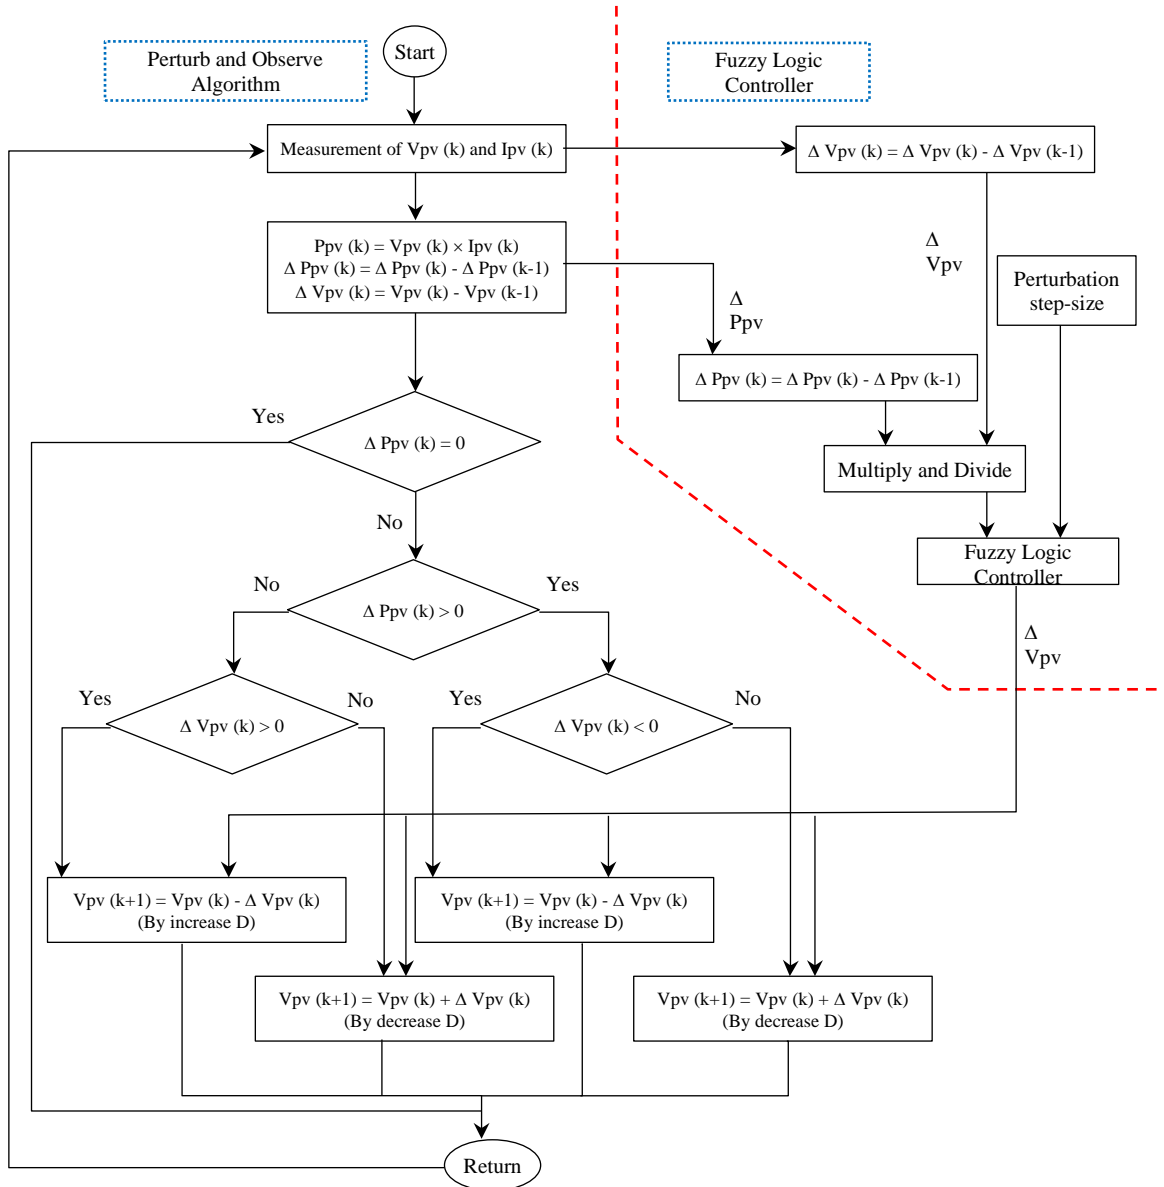 Start
Perturb and Observe
Algorithm
Fuzzy Logic
Controller
Measurement of Vpv (k) and Ipv (k)
Δ Vpv (k) = Δ Vpv (k) - Δ Vpv (k-1)
Ppv (k) = Vpv (k) × Ipv (k)
Δ Ppv (k) = Δ Ppv (k) - Δ Ppv (k-1)
Δ Vpv (k) = Vpv (k) - Vpv (k-1)
Δ
Vpv
Perturbation
step-size
Δ
Ppv
Δ Ppv (k) = Δ Ppv (k) - Δ Ppv (k-1)
Yes
Δ Ppv (k) = 0
Multiply and Divide
No
Fuzzy Logic
Controller
No
Yes
Δ Ppv (k) > 0
Δ
Vpv
Yes
No
Yes
No
Δ Vpv (k) > 0
Δ Vpv (k) < 0
Vpv (k+1) = Vpv (k) - Δ Vpv (k)
(By increase D)
Vpv (k+1) = Vpv (k) - Δ Vpv (k)
(By increase D)
Vpv (k+1) = Vpv (k) + Δ Vpv (k)
(By decrease D)
Vpv (k+1) = Vpv (k) + Δ Vpv (k)
(By decrease D)
Return